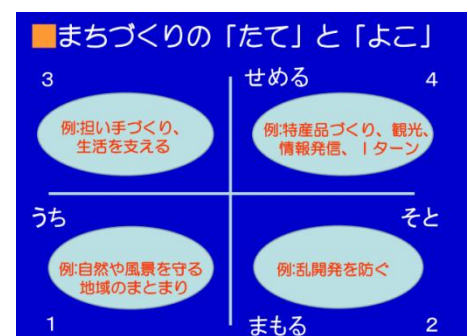 ■まちづくりの「たて」と「よこ」
3
せめる
4
例:担い手づくり、
生活を支える
例:特産品づくり、観光、
情報発信、Iターン
うち
そと
例:自然や風景を守る
地域のまとまり
例:乱開発を防ぐ
1
まもる
2